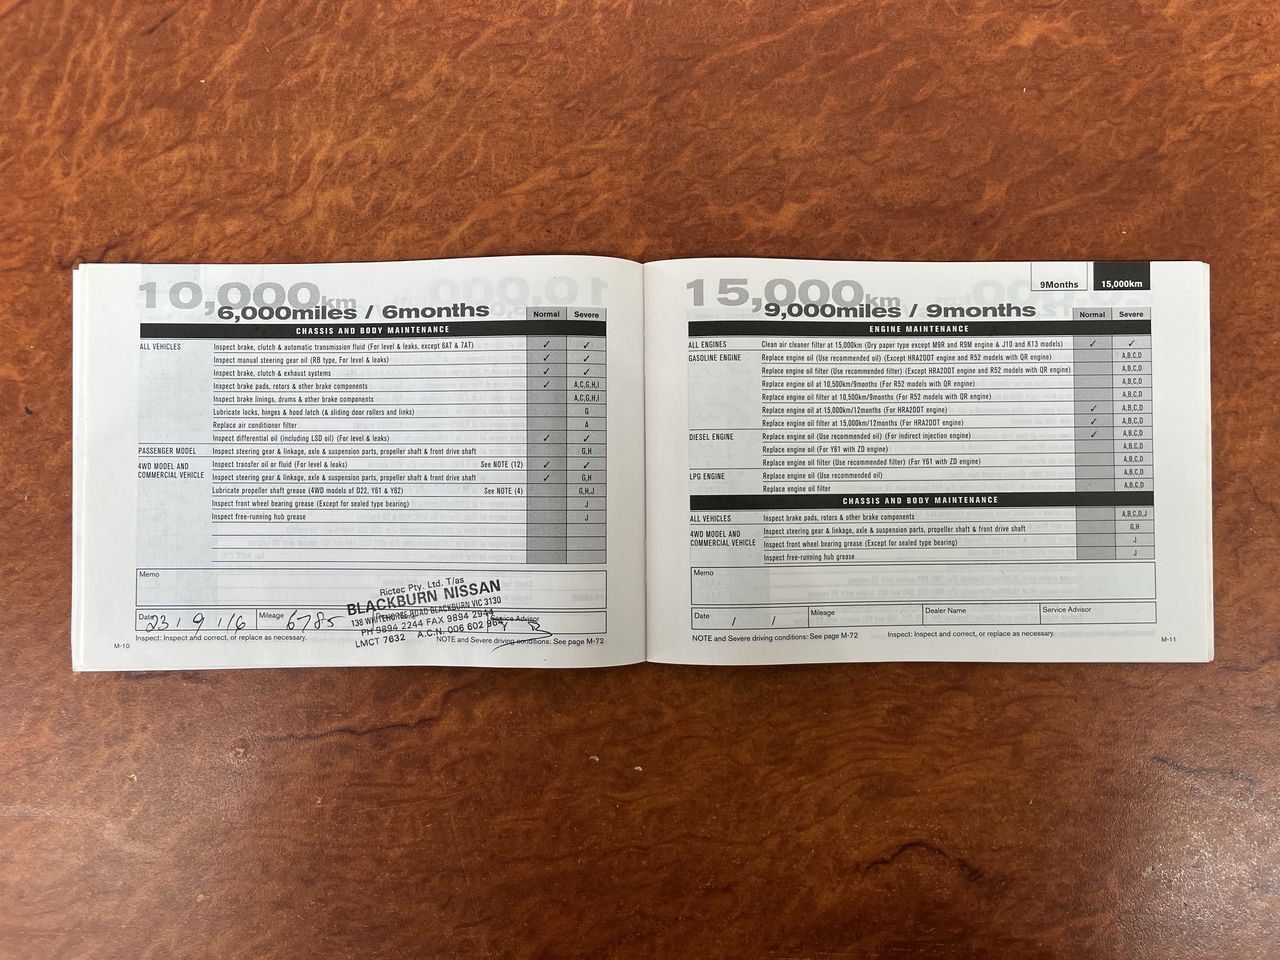 10,000km
6,000miles / 6months
Normal Severe
CHASSIS AND BODY MAINTENANCE
ALL VEHICLES Inspect brake, clutch & automatic transmission fluid (For level & leaks, except 6AT & 7AT) ✓ ✓
Inspect manual steering gear oil (RB type, For level & leaks) ✓ ✓
Inspect brake, clutch & exhaust systems ✓ ✓
Inspect brake pads, rotors & other brake components ✓ A,C,G,H,I
Inspect brake linings, drums & other brake components A,C,G,H,I
Lubricate locks, hinges & hood latch (& sliding door rollers and links) G
Replace air conditioner filter A
Inspect differential oil (including LSD oil) (For level & leaks) ✓ ✓
PASSENGER MODEL Inspect steering gear & linkage, axle & suspension parts, propeller shaft & front drive shaft G,H
4WD MODEL AND COMMERCIAL VEHICLE Inspect transfer oil or fluid (For level & leaks) See NOTE (12) ✓ ✓
Inspect steering gear & linkage, axle & suspension parts, propeller shaft & front drive shaft ✓ G,H
Lubricate propeller shaft grease (4WD models of D22, Y61 & Y62) See NOTE (4) G,H,J
Inspect front wheel bearing grease (Except for sealed type bearing) J
Inspect free-running hub grease J
Memo
Rictec Pty. Ltd. T/as
BLACKBURN NISSAN
138 WHITEHORSE ROAD BLACKBURN VIC 3130
PH 9894 2244 FAX 9894 2944
LMCT 7632 A.C.N. 006 602 964
Date 23 / 9 / 16 Mileage 6785 Service Advisor
Inspect: Inspect and correct, or replace as necessary. NOTE and Severe driving conditions: See page M-72
M-10
9Months 15,000km
15,000km
9,000miles / 9months
Normal Severe
ENGINE MAINTENANCE
ALL ENGINES Clean air cleaner filter at 15,000km (Dry paper type except M9R and R9M engine & J10 and K13 models) ✓ ✓
GASOLINE ENGINE Replace engine oil (Use recommended oil) (Except HRA2DDT engine and R52 models with QR engine) A,B,C,D
Replace engine oil filter (Use recommended filter) (Except HRA2DDT engine and R52 models with QR engine) A,B,C,D
Replace engine oil at 10,500km/9months (For R52 models with QR engine) A,B,C,D
Replace engine oil filter at 10,500km/9months (For R52 models with QR engine) A,B,C,D
Replace engine oil at 15,000km/12months (For HRA2DDT engine) ✓ A,B,C,D
Replace engine oil filter at 15,000km/12months (For HRA2DDT engine) ✓ A,B,C,D
DIESEL ENGINE Replace engine oil (Use recommended oil) (For indirect injection engine) ✓ A,B,C,D
Replace engine oil (For Y61 with ZD engine) A,B,C,D
Replace engine oil filter (Use recommended filter) (For Y61 with ZD engine) A,B,C,D
LPG ENGINE Replace engine oil (Use recommended oil) A,B,C,D
Replace engine oil filter A,B,C,D
CHASSIS AND BODY MAINTENANCE
ALL VEHICLES Inspect brake pads, rotors & other brake components A,B,C,D,J
4WD MODEL AND COMMERCIAL VEHICLE Inspect steering gear & linkage, axle & suspension parts, propeller shaft & front drive shaft G,H
Inspect front wheel bearing grease (Except for sealed type bearing) J
Inspect free-running hub grease J
Memo
Date / / Mileage Dealer Name Service Advisor
NOTE and Severe driving conditions: See page M-72 Inspect: Inspect and correct, or replace as necessary.
M-11